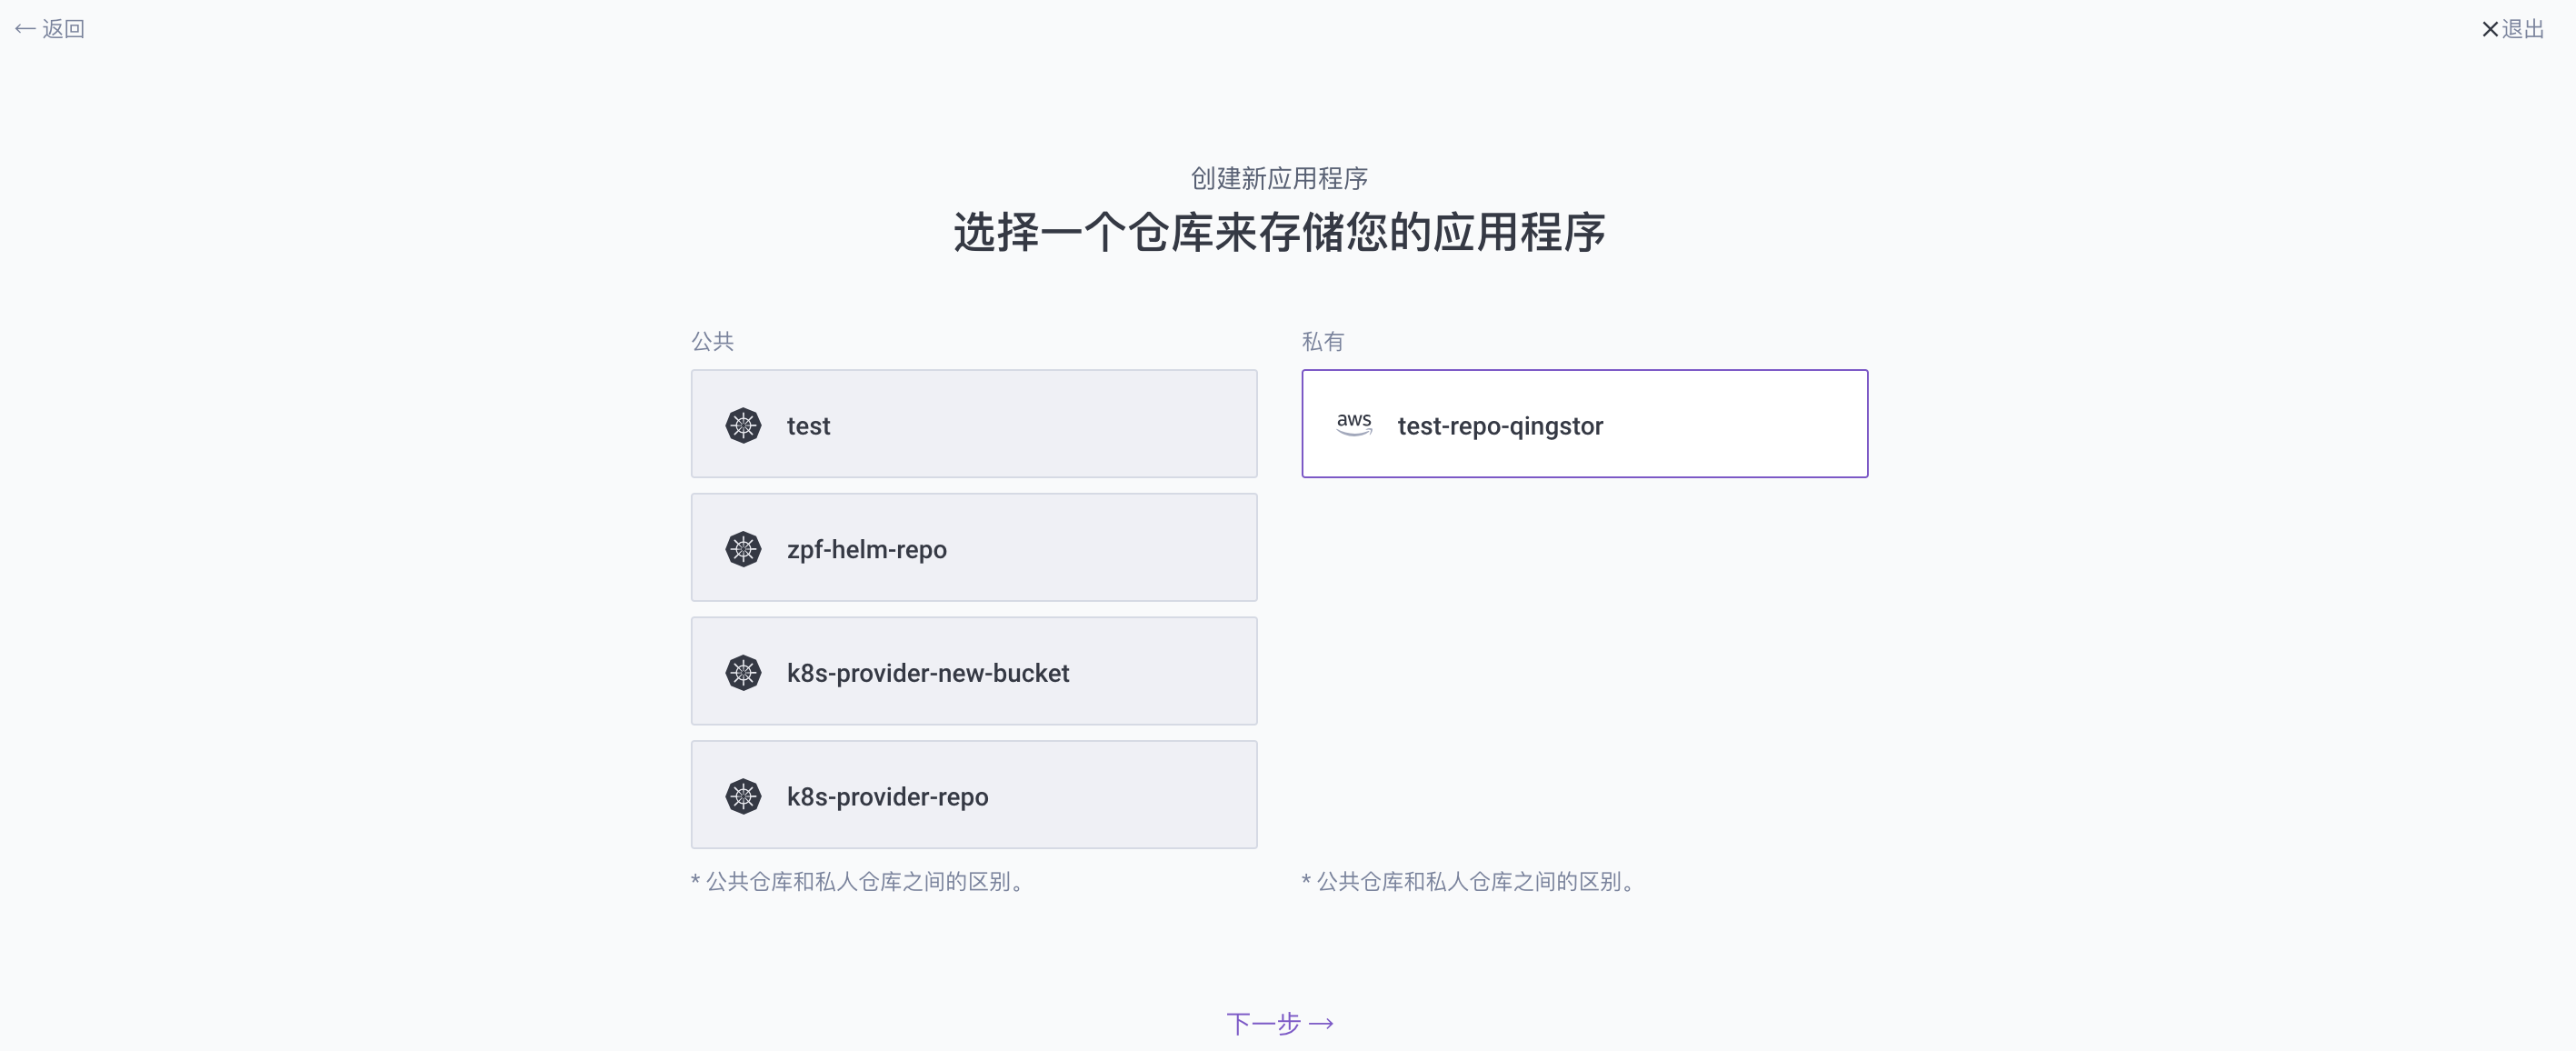 ← 返回
×退出
创建新应用程序
选择一个仓库来存储您的应用程序
公共
test
zpf-helm-repo
k8s-provider-new-bucket
k8s-provider-repo
* 公共仓库和私人仓库之间的区别。
私有
aws test-repo-qingstor
* 公共仓库和私人仓库之间的区别。
下一步 →